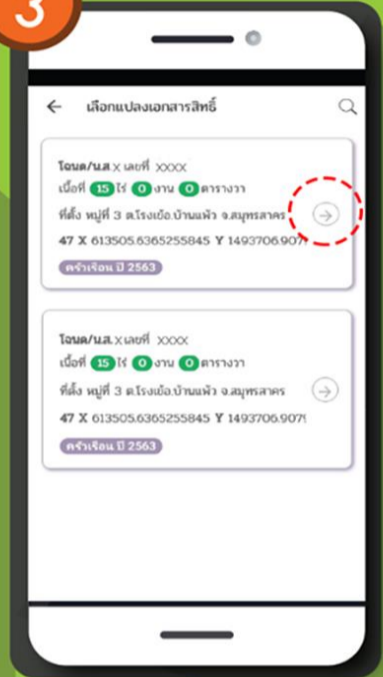 3
เลือกแปลงเอกสารสิทธิ์
โฉนด/น.ส. X เลขที่ XXXX
เนื้อที่ 15 ไร่ 0 งาน 0 ตารางวา
ที่ตั้ง หมู่ที่ 3 ต.โรงเข้อ.บ้านแพ้ว จ.สมุทรสาคร
47 X 613505.6365255845 Y 1493706.907
ครัวเรือน ปี 2563
โฉนด/น.ส. X เลขที่ XXXX
เนื้อที่ 15 ไร่ 0 งาน 0 ตารางวา
ที่ตั้ง หมู่ที่ 3 ต.โรงเข้อ.บ้านแพ้ว จ.สมุทรสาคร
47 X 613505.6365255845 Y 1493706.907
ครัวเรือน ปี 2563